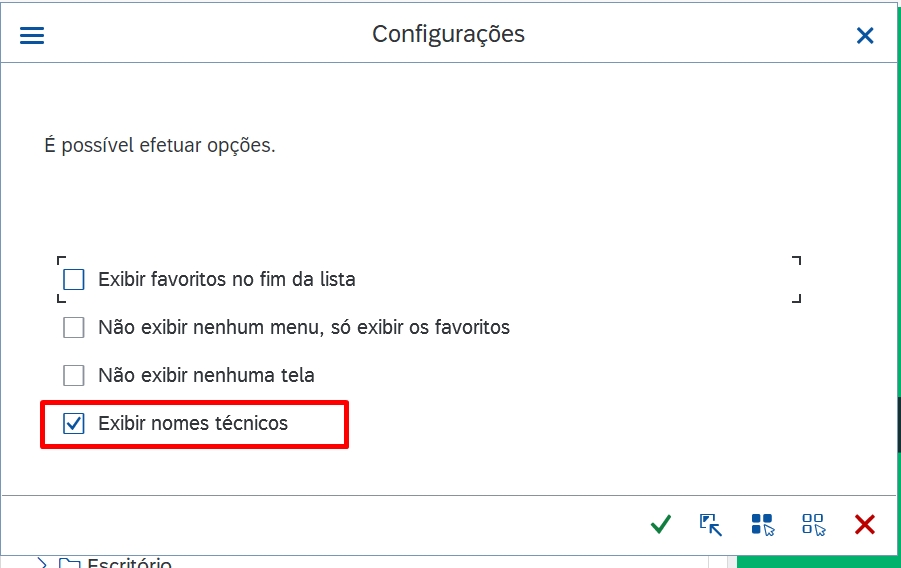 Configurações
É possível efetuar opções.
Exibir favoritos no fim da lista
Não exibir nenhum menu, só exibir os favoritos
Não exibir nenhuma tela
Exibir nomes técnicos
Escritório